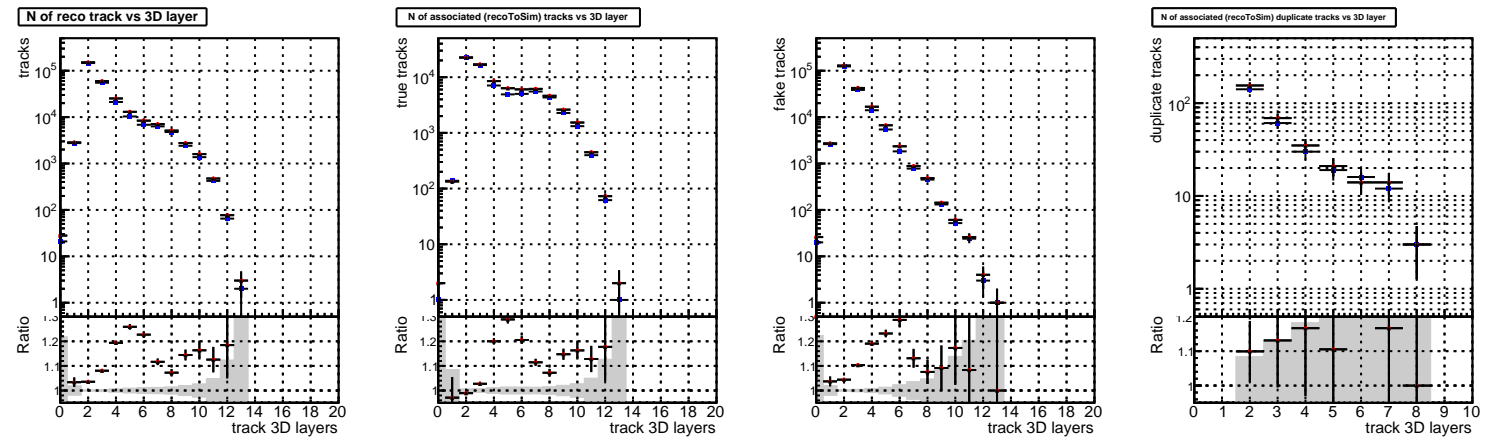 N of reco track vs 3D layer
tracks
10^5
10^4
10^3
10^2
10
1
Ratio
1.3
1.2
1.1
1
0 2 4 6 8 10 12 14 16 18 20
track 3D layers
N of associated (recoToSim) tracks vs 3D layer
true tracks
10^4
10^3
10^2
10
1
Ratio
1.3
1.2
1.1
1
0 2 4 6 8 10 12 14 16 18 20
track 3D layers
fake tracks
10^5
10^4
10^3
10^2
10
1
Ratio
1.3
1.2
1.1
1
0 2 4 6 8 10 12 14 16 18 20
track 3D layers
N of associated (recoToSim) duplicate tracks vs 3D layer
duplicate tracks
10^2
10
1
Ratio
1.2
1.1
1
0 1 2 3 4 5 6 7 8 9 10
track 3D layers